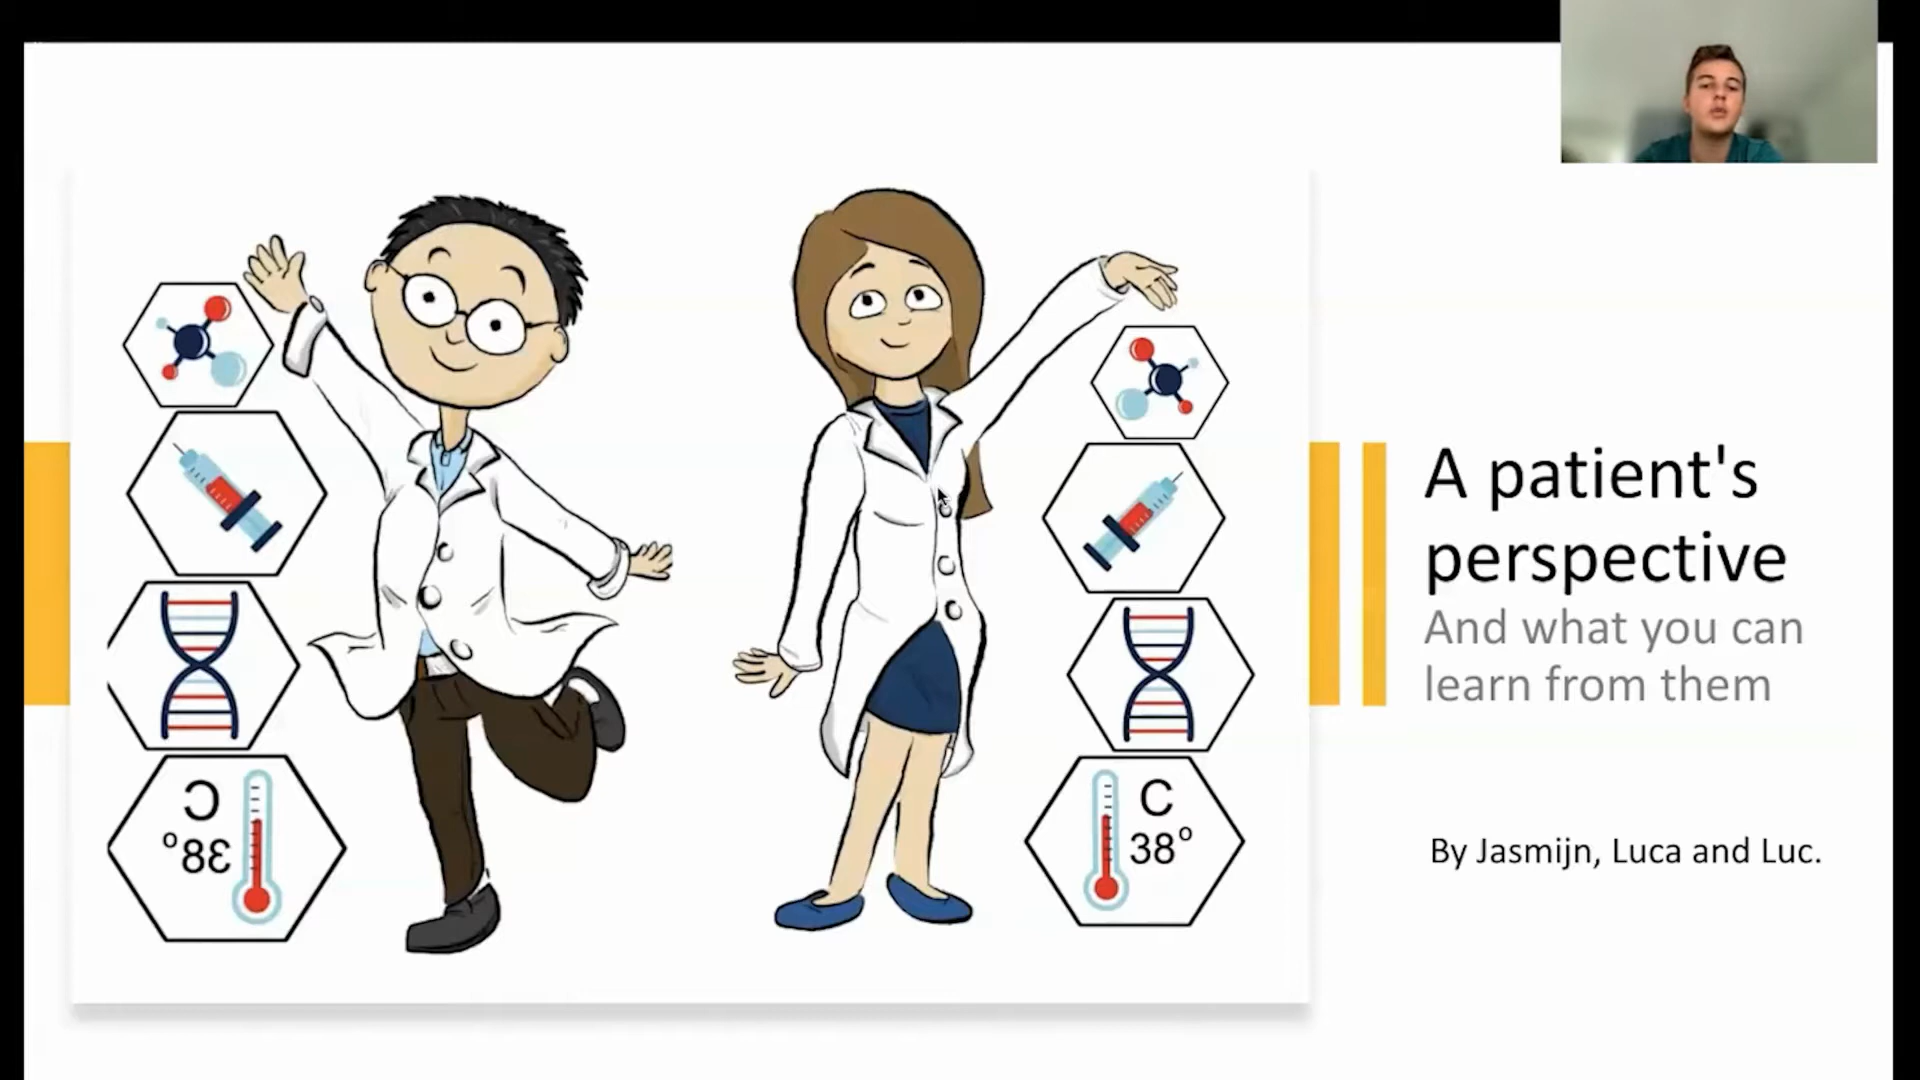 A patient's
perspective
And what you can
learn from them
By Jasmijn, Luca and Luc.
C
38°
C
38°